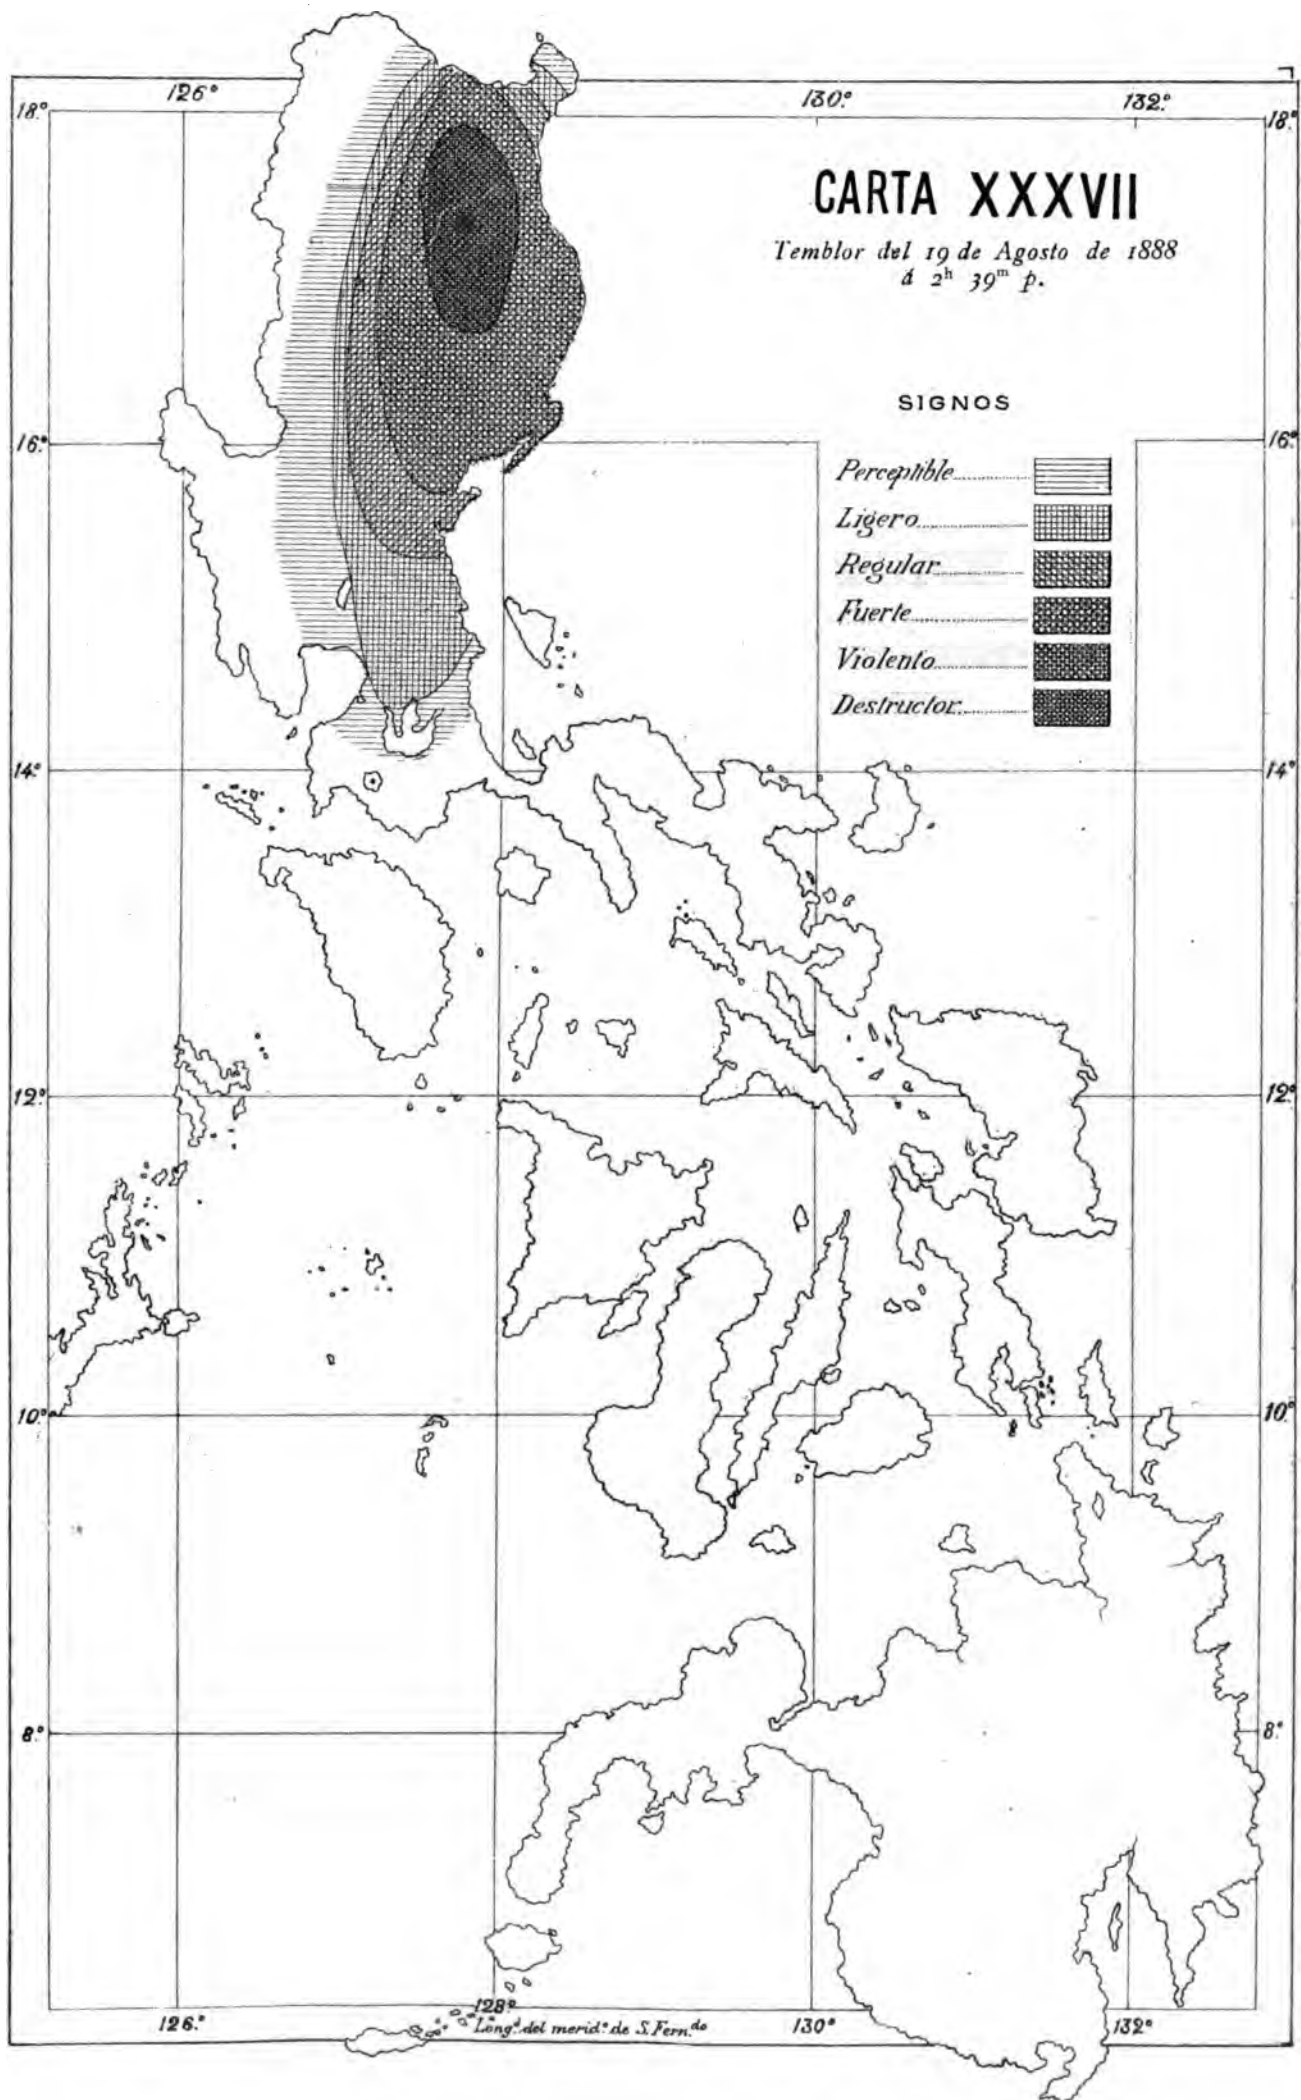 126.° 130.° 132.°
18.° 18.°
CARTA XXXVII
Temblor del 19 de Agosto de 1888
á 2ʰ 39ᵐ p.
SIGNOS
16.° 16.°
Perceptible
Ligero
Regular
Fuerte
Violento
Destructor
14.° 14.°
12.° 12.°
10.° 10.°
8.° 8.°
126.° 128.° 130.° 132.°
Long.ᵈ del merid.º de S. Fern.ᵈᵒ